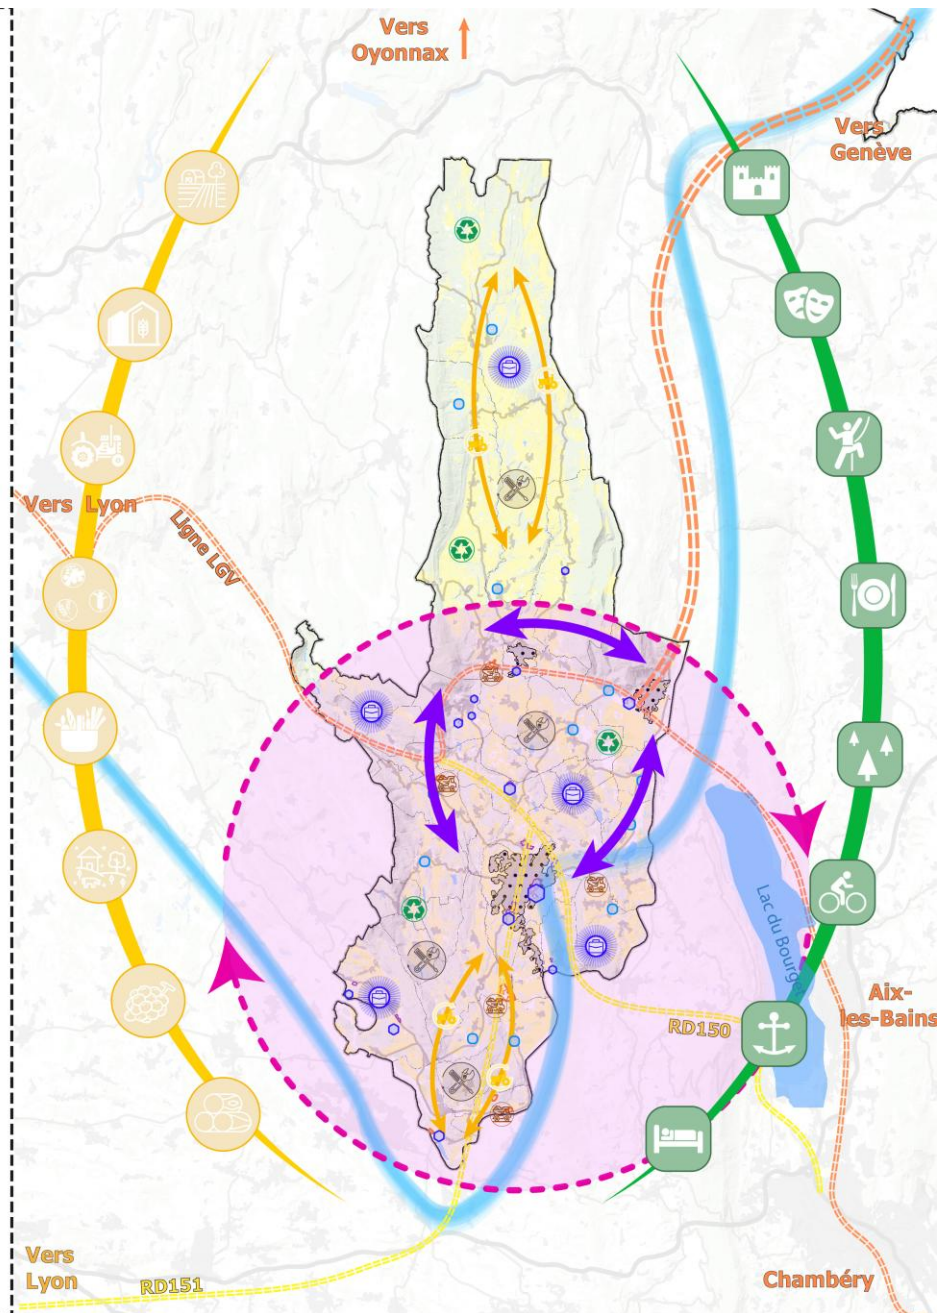 Vers
Oyonnax
Vers
Genève
Vers Lyon
Ligne LGV
Lac du Bourget
Aix-
les-Bains
RD150
Vers
Lyon
RD151
Chambéry